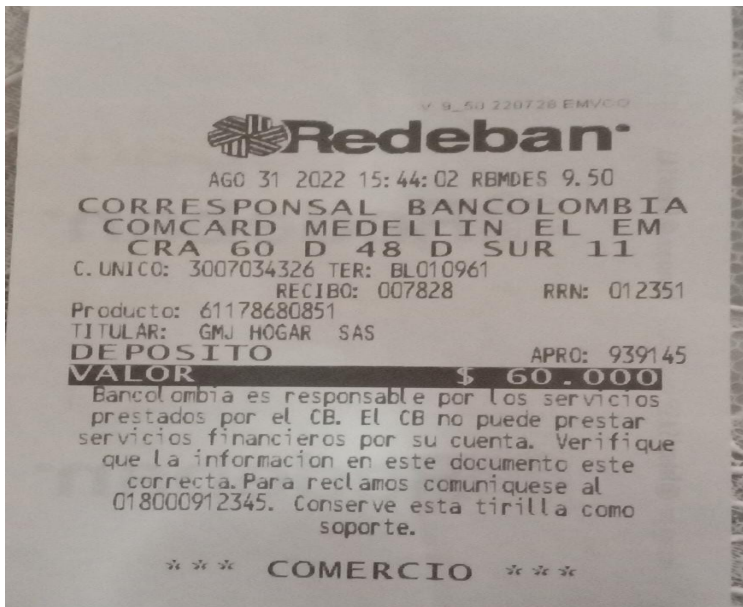 V 9_50 220728 EMVCO
Redeban
AGO 31 2022 15:44:02 RBMDES 9.50
CORRESPONSAL BANCOLOMBIA
COMCARD MEDELLIN EL EM
CRA 60 D 48 D SUR 11
C.UNICO: 3007034326 TER: BL010961
RECIBO: 007828 RRN: 012351
Producto: 61178680851
TITULAR: GMJ HOGAR SAS
DEPOSITO APRO: 939145
VALOR $ 60.000
Bancolombia es responsable por los servicios
prestados por el CB. El CB no puede prestar
servicios financieros por su cuenta. Verifique
que la informacion en este documento este
correcta. Para reclamos comuniquese al
018000912345. Conserve esta tirilla como
soporte.
*** COMERCIO ***